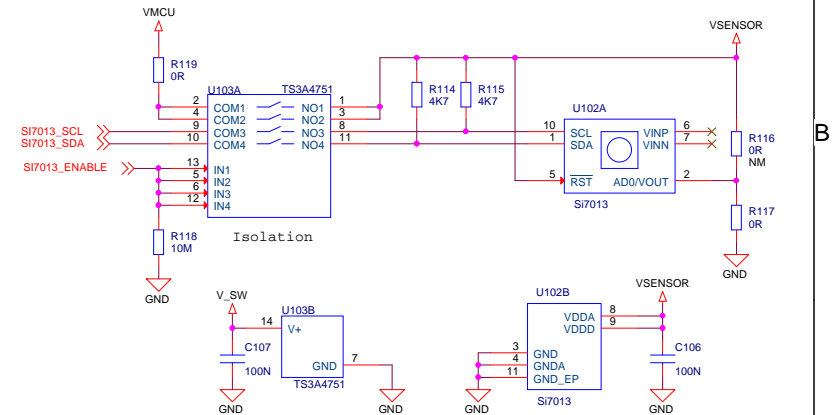 VMCU
VSENSOR
R119
0R
U103A
TS3A4751
2 COM1 NO1 1
4 COM2 NO2 3
9 COM3 NO3 8
10 COM4 NO4 11
SI7013_SCL
SI7013_SDA
SI7013_ENABLE
13 IN1
5 IN2
6 IN3
12 IN4
R118
10M
GND
Isolation
R114
4K7
R115
4K7
U102A
10 SCL VINP 6
1 SDA VINN 7
5 RST AD0/VOUT 2
Si7013
R116
0R
NM
R117
0R
GND
B
V_SW
U103B
14 V+
GND 7
TS3A4751
C107
100N
GND
GND
U102B
VSENSOR
VDDA 8
VDDD 9
3 GND
4 GNDA
11 GND_EP
Si7013
C106
100N
GND
GND